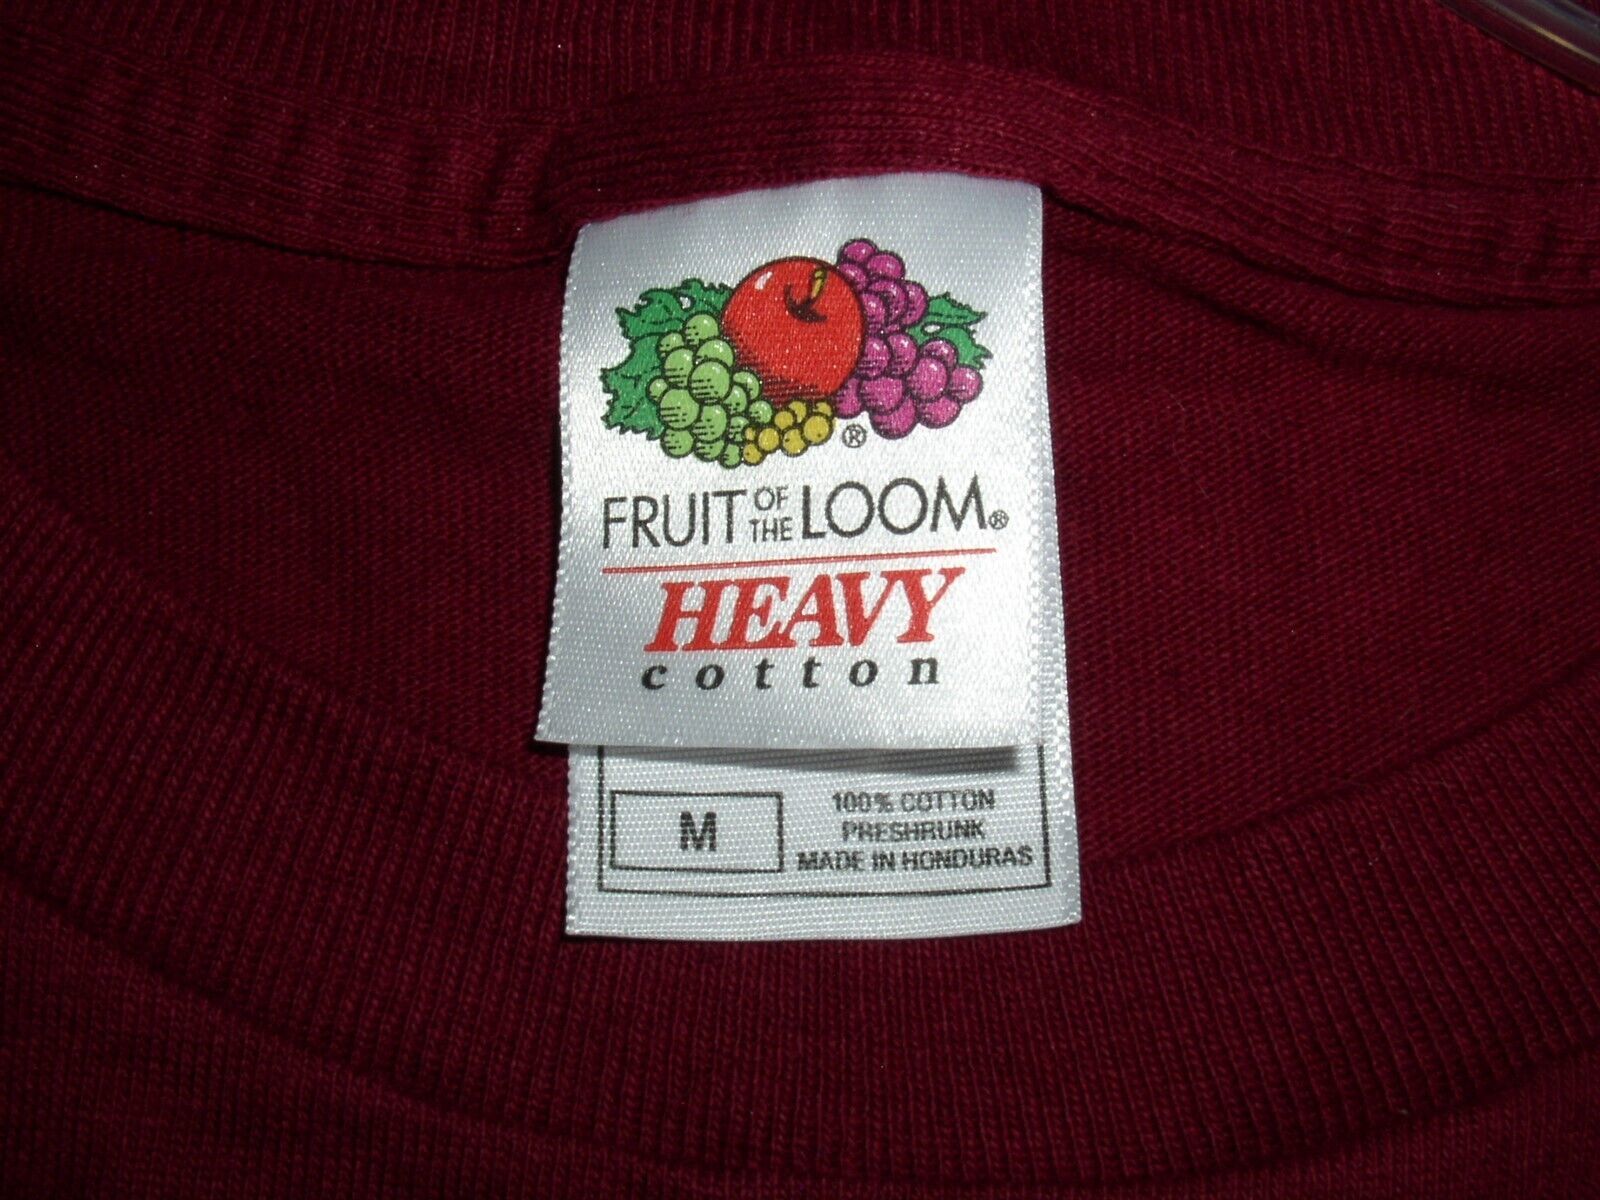 ®
FRUIT OF THE LOOM®
HEAVY
cotton
M
100% COTTON
PRESHRUNK
MADE IN HONDURAS